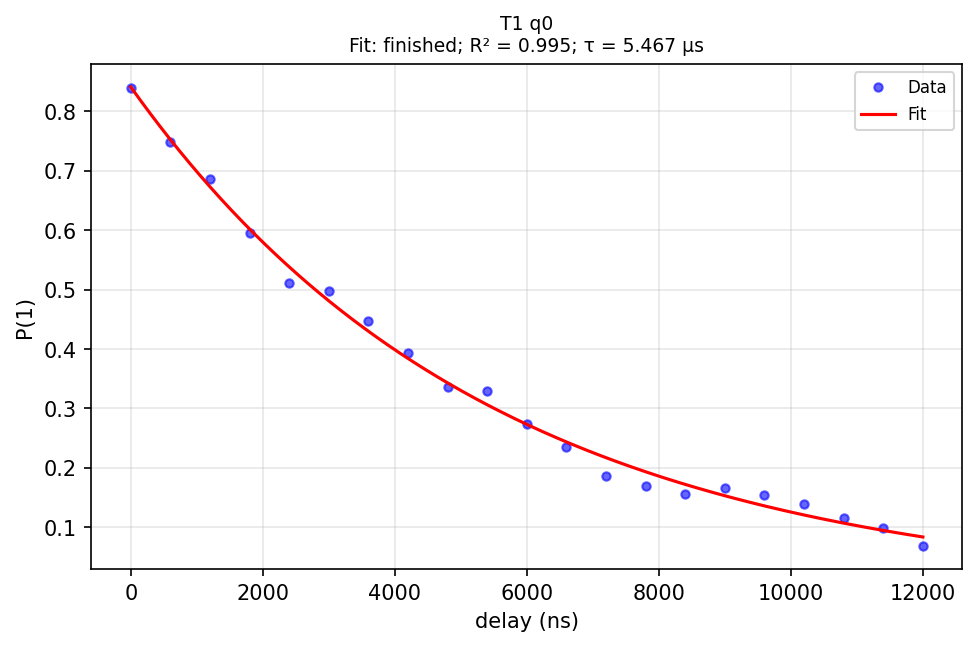 T1 q0
Fit: finished; R² = 0.995; τ = 5.467 µs
Data
Fit
P(1)
0.8
0.7
0.6
0.5
0.4
0.3
0.2
0.1
0 2000 4000 6000 8000 10000 12000
delay (ns)